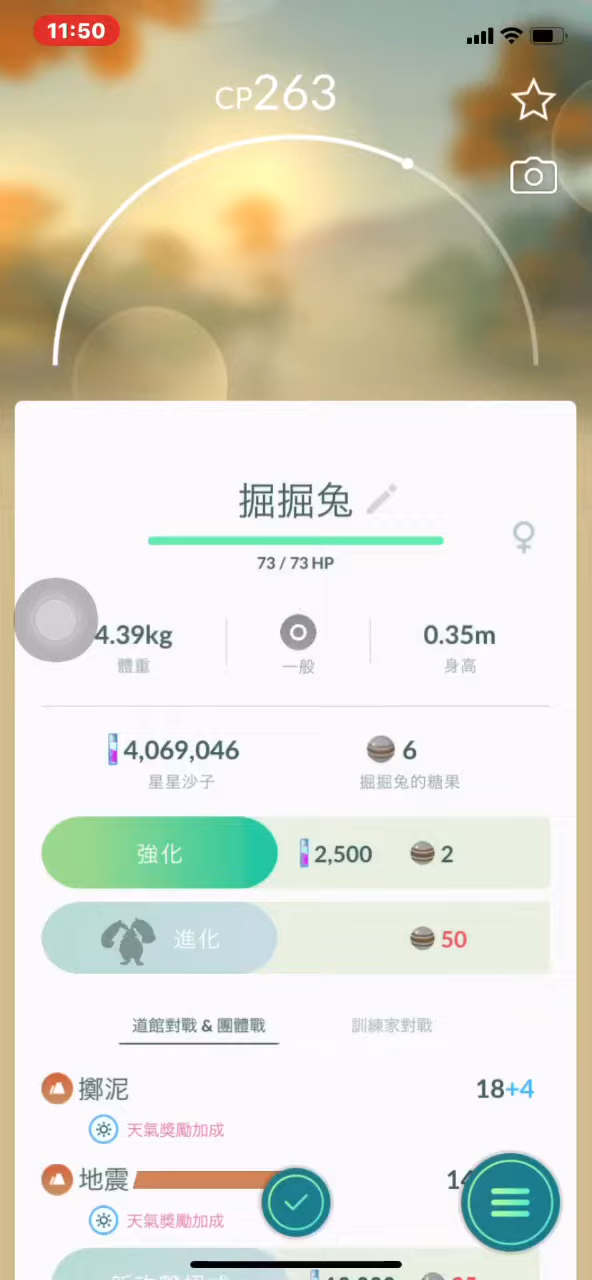 11:50
CP263
掘掘兔
73 / 73 HP
4.39kg
一般
0.35m
體重
身高
4,069,046
6
星星沙子
掘掘兔的糖果
強化
2,500
2
進化
50
道館對戰 & 團體戰
訓練家對戰
擲泥
18+4
天氣獎勵加成
地震
天氣獎勵加成